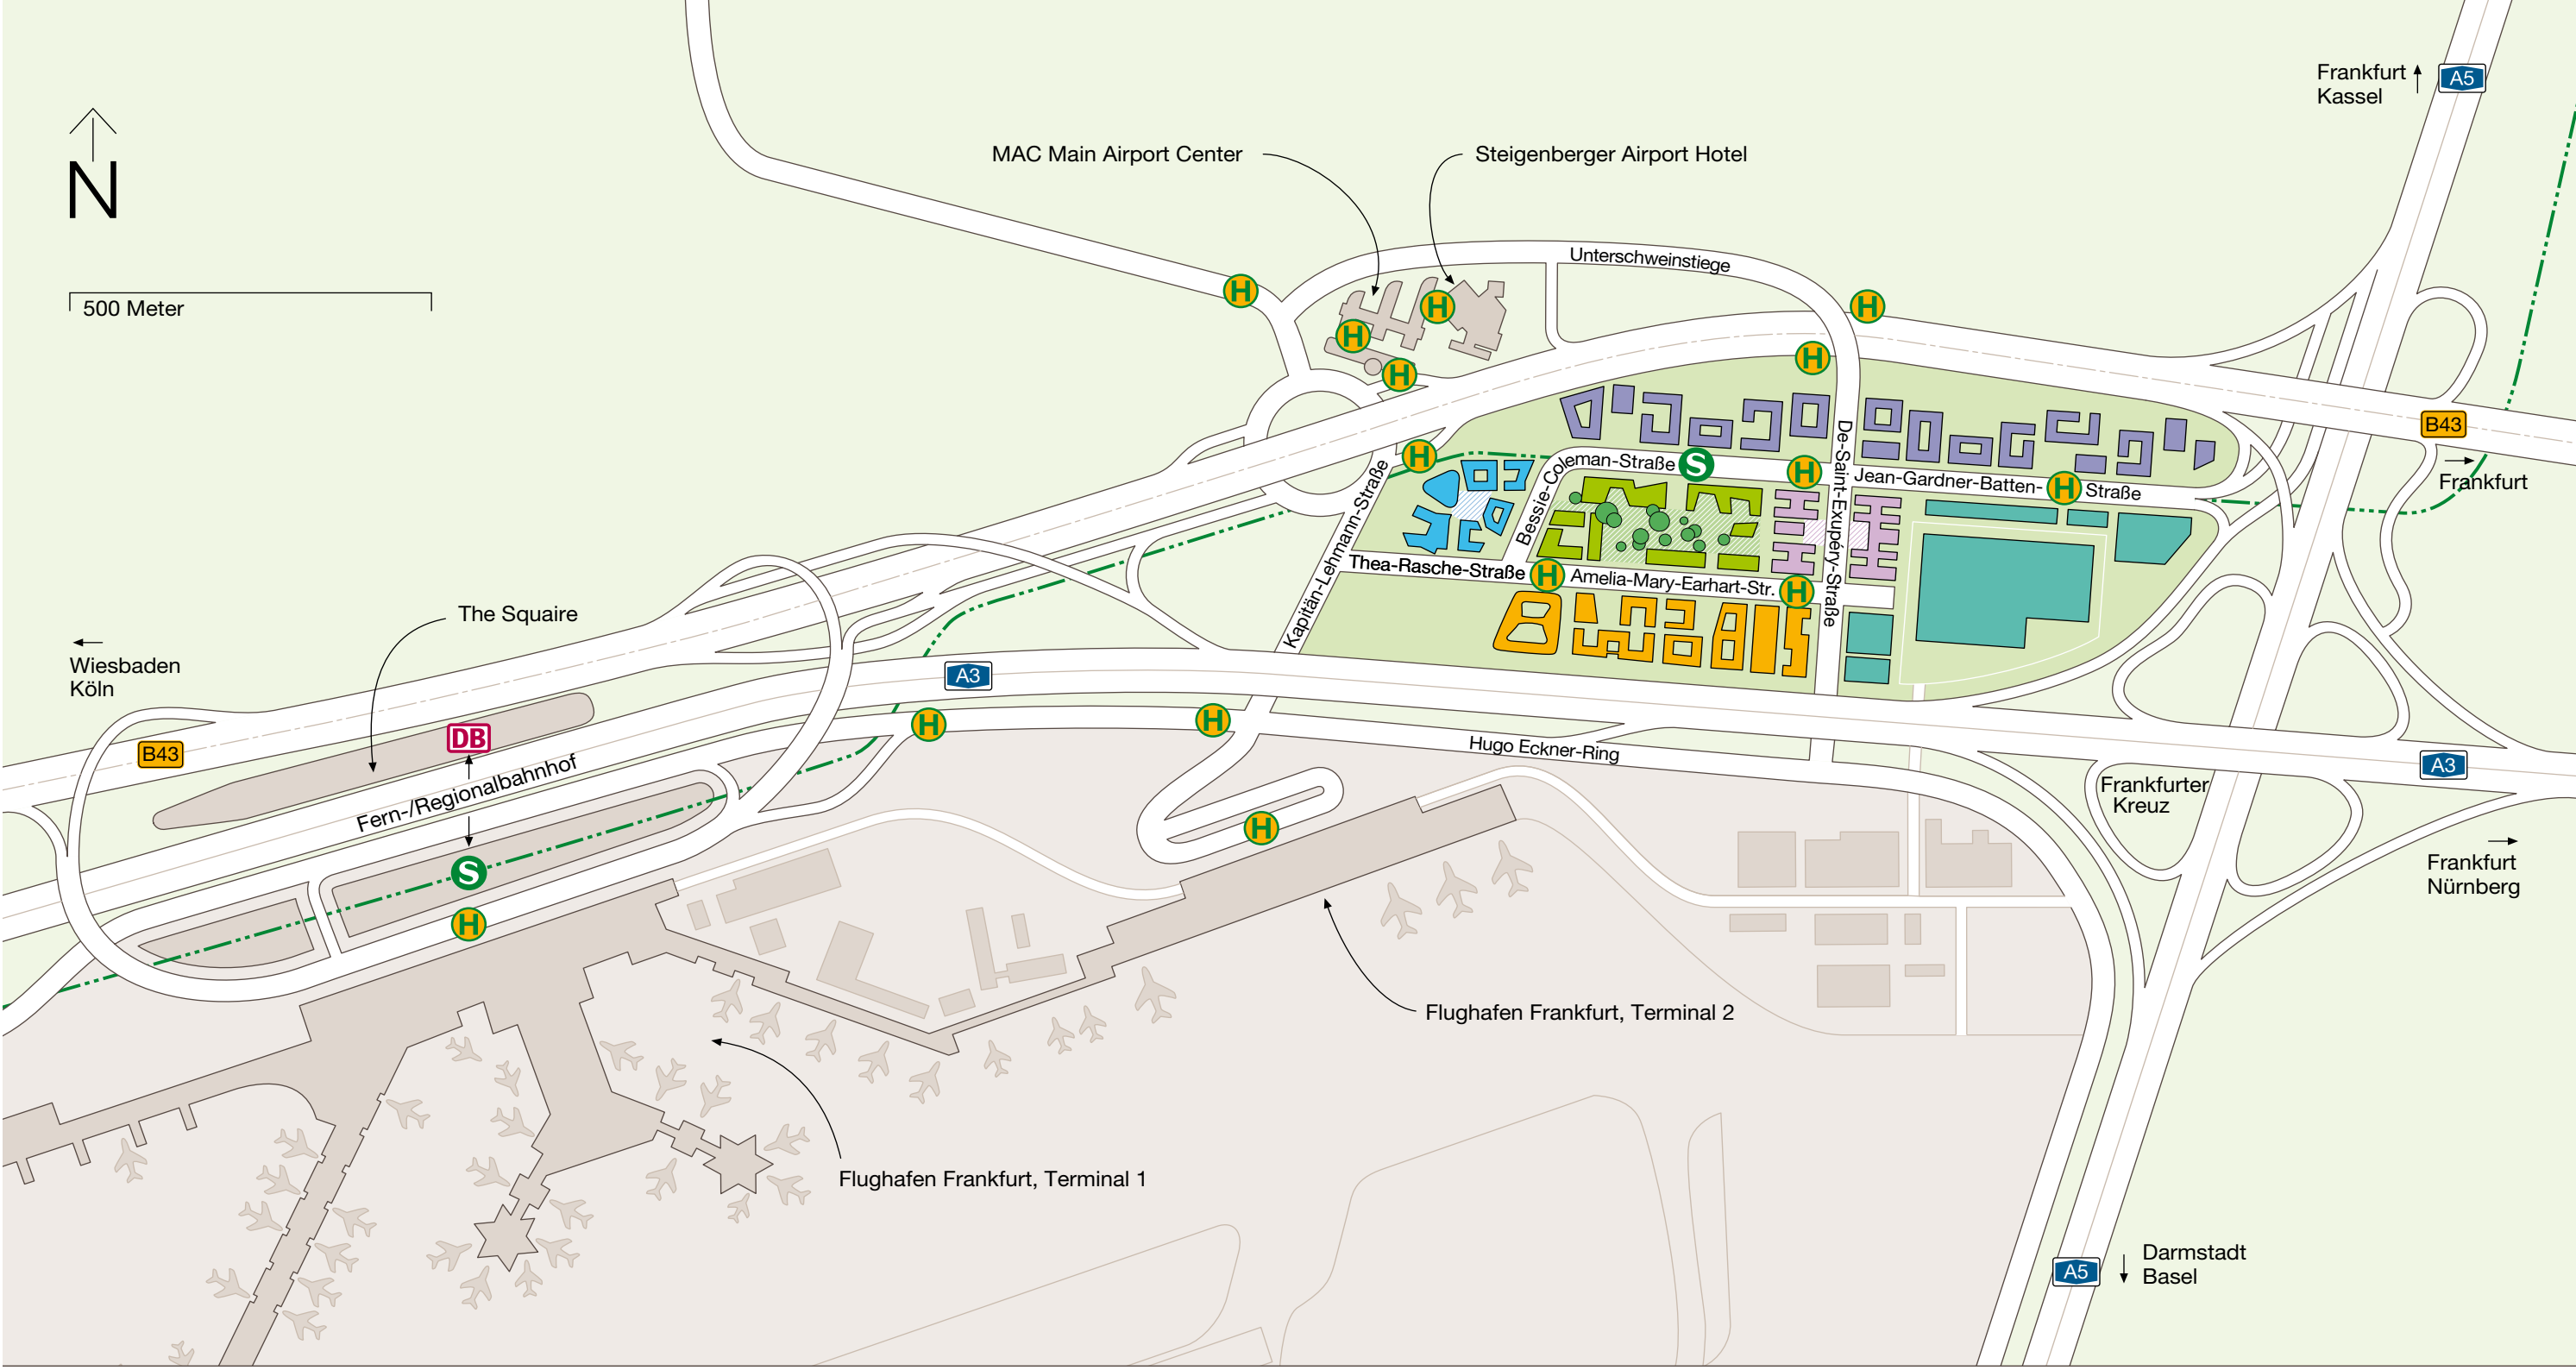 N
500 Meter
MAC Main Airport Center
Steigenberger Airport Hotel
Frankfurt
Kassel
A5
Unterschweinstiege
H
H
H
H
H
H
H
B43
Frankfurt
H
Bessie-Coleman-Straße
S
H
De-Saint-Exupéry-Straße
Jean-Gardner-Batten-
H
Straße
Kapitän-Lehmann-Straße
Thea-Rasche-Straße
H
Amelia-Mary-Earhart-Str.
H
The Squaire
Wiesbaden
Köln
A3
B43
DB
Fern-/Regionalbahnhof
H
H
Hugo Eckner-Ring
A3
Frankfurter
Kreuz
H
S
H
Frankfurt
Nürnberg
Flughafen Frankfurt, Terminal 2
Flughafen Frankfurt, Terminal 1
A5
Darmstadt
Basel